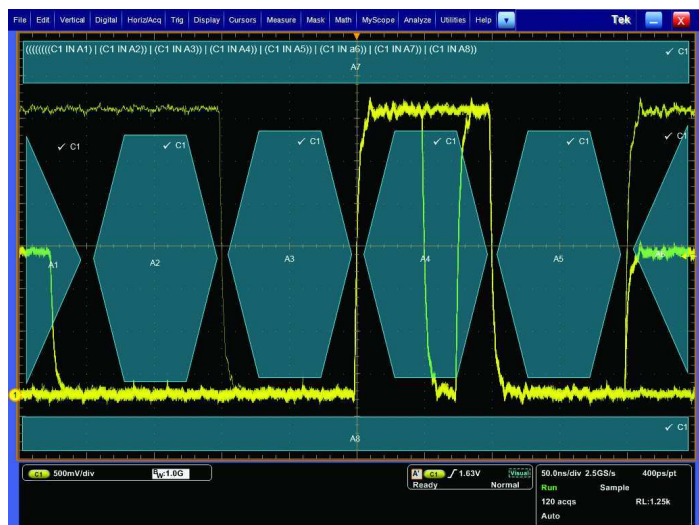 File Edit Vertical Digital Horiz/Acq Trig Display Cursors Measure Mask Math MyScope Analyze Utilities Help Tek X
((((((((C1 IN A1) | (C1 IN A2)) | (C1 IN A3)) | (C1 IN A4)) | (C1 IN A5)) | (C1 IN a6)) | (C1 IN A7)) | (C1 IN A8)) ✓ C1
A7
✓ C1 ✓ C1 ✓ C1 ✓ C1 ✓ C1 ✓ C1
A1 A2 A3 A4 A5
1
✓ C1
A8
C1 500mV/div BW:1.0G A' C1 1.63V Visual 50.0ns/div 2.5GS/s 400ps/pt
Ready Normal Run Sample
120 acqs RL:1.25k
Auto